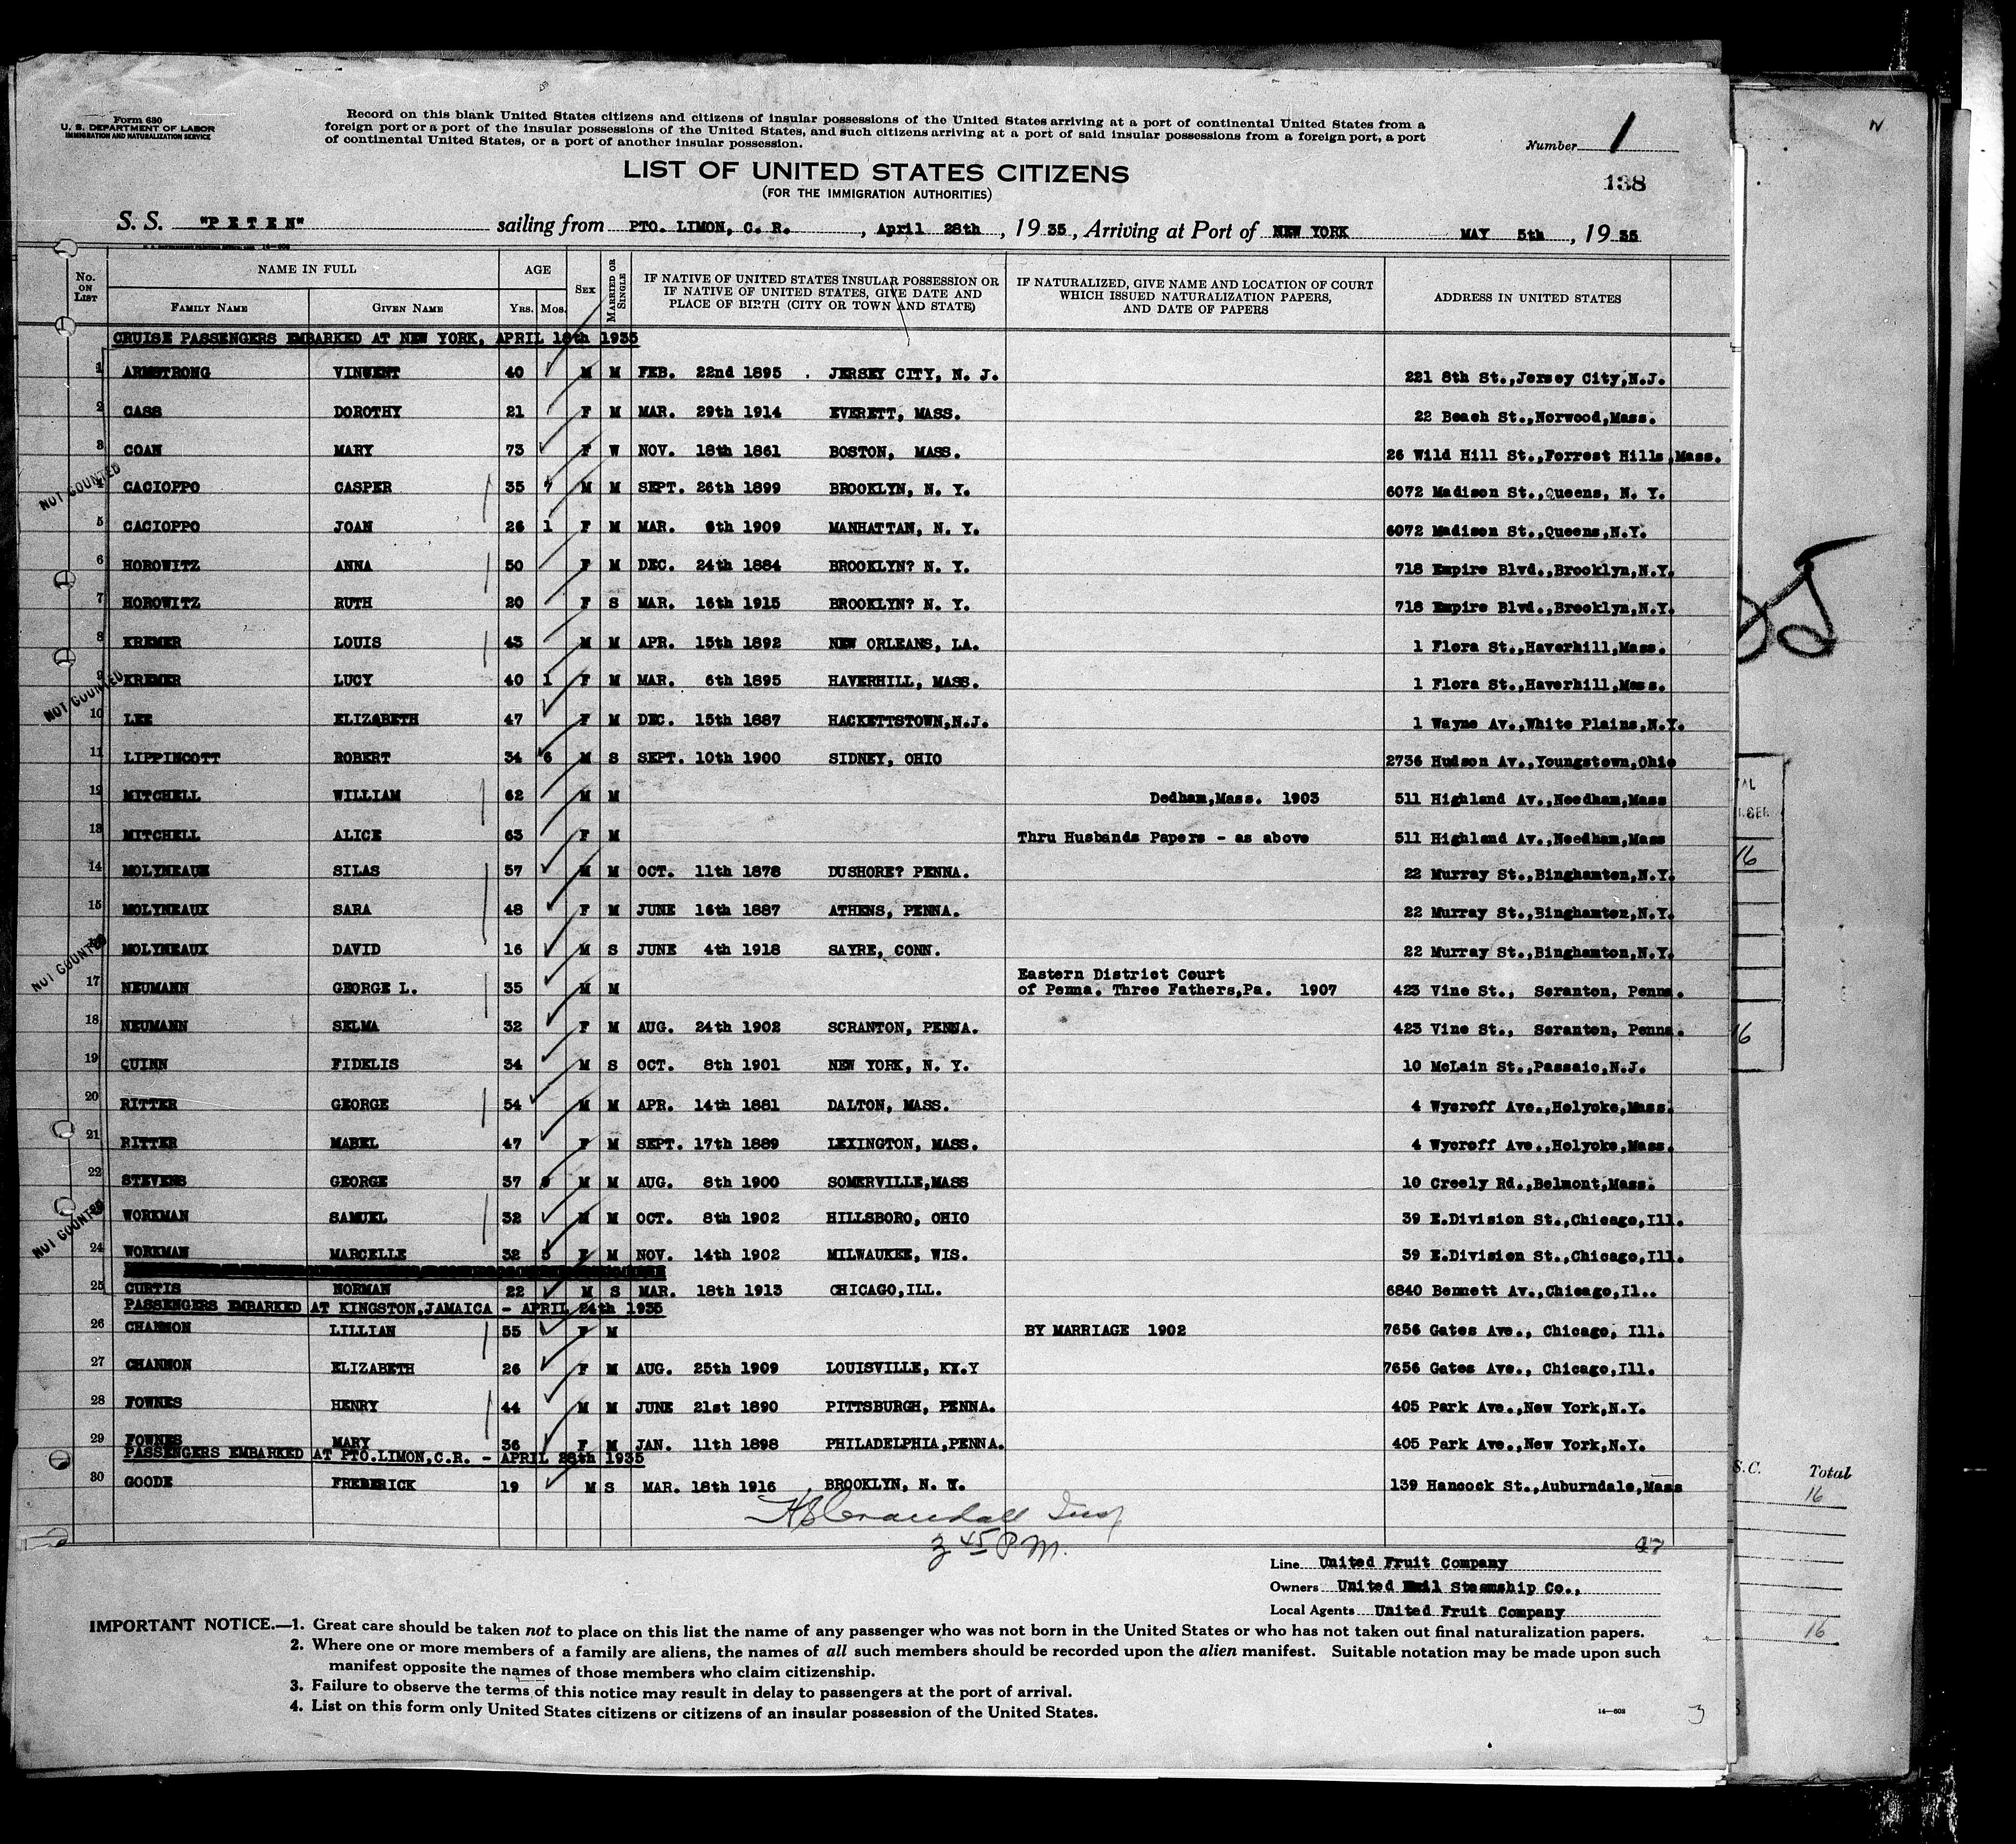 Form 630
U. S. DEPARTMENT OF LABOR
IMMIGRATION AND NATURALIZATION SERVICE
Record on this blank United States citizens and citizens of insular possessions of the United States arriving at a port of continental United States from a
foreign port or a port of the insular possessions of the United States, and such citizens arriving at a port of said insular possessions from a foreign port, a port
of continental United States, or a port of another insular possession.
Number 1
138
LIST OF UNITED STATES CITIZENS
(FOR THE IMMIGRATION AUTHORITIES)
S. S. "PETEN" sailing from PTO. LIMON, C. R. , April 28th , 19 35 , Arriving at Port of NEW YORK MAY 5th , 19 35
No. ON LIST
NAME IN FULL
FAMILY NAME GIVEN NAME
AGE
YRS. MOS.
SEX
MARRIED OR SINGLE
IF NATIVE OF UNITED STATES INSULAR POSSESSION OR
IF NATIVE OF UNITED STATES, GIVE DATE AND
PLACE OF BIRTH (CITY OR TOWN AND STATE)
IF NATURALIZED, GIVE NAME AND LOCATION OF COURT
WHICH ISSUED NATURALIZATION PAPERS,
AND DATE OF PAPERS
ADDRESS IN UNITED STATES
CRUISE PASSENGERS EMBARKED AT NEW YORK, APRIL 18th 1935
1 ARMSTRONG VINCENT 40 M M FEB. 22nd 1895 . JERSEY CITY, N. J. 221 8th St.,Jersey City,N.J.
2 CASS DOROTHY 21 F M MAR. 29th 1914 EVERETT, MASS. 22 Beach St.,Norwood,Mass.
3 COAN MARY 73 F W NOV. 18th 1861 BOSTON, MASS. 26 Wild Hill St.,Forrest Hills,Mass.
NOT COUNTED
4 CACIOPPO CASPER 35 7 M M SEPT. 26th 1899 BROOKLYN, N. Y. 6072 Madison St.,Queens, N. Y.
5 CACIOPPO JOAN 26 1 F M MAR. 6th 1909 MANHATTAN, N. Y. 6072 Madison St.,Queens,N.Y.
6 HOROWITZ ANNA 50 F M DEC. 24th 1884 BROOKLYN? N. Y. 718 Empire Blvd.,Brooklyn,N.Y.
7 HOROWITZ RUTH 20 F S MAR. 16th 1915 BROOKLYN? N. Y. 718 Empire Blvd.,Brooklyn,N.Y.
8 KREMER LOUIS 43 M M APR. 15th 1892 NEW ORLEANS, LA. 1 Flora St.,Haverhill,Mass.
9 KREMER LUCY 40 1 F M MAR. 6th 1895 HAVERHILL, MASS. 1 Flora St.,Haverhill,Mass.
NOT COUNTED
10 LEE ELIZABETH 47 F M DEC. 15th 1887 HACKETTSTOWN,N.J. 1 Wayne Av.,White Plains,N.Y.
11 LIPPINCOTT ROBERT 34 6 M S SEPT. 10th 1900 SIDNEY, OHIO 2736 Hudson Av.,Youngstown,Ohio
12 MITCHELL WILLIAM 62 M M Dedham,Mass. 1903 511 Highland Av.,Needham,Mass
13 MITCHELL ALICE 63 F M Thru Husbands Papers - as above 511 Highland Av.,Needham,Mass
14 MOLYNEAUX SILAS 57 M M OCT. 11th 1878 DUSHORE? PENNA. 22 Murray St.,Binghamton,N.Y.
15 MOLYNEAUX SARA 48 F M JUNE 16th 1887 ATHENS, PENNA. 22 Murray St.,Binghamton,N.Y.
MOLYNEAUX DAVID 16 M S JUNE 4th 1918 SAYRE, CONN. 22 Murray St.,Binghamton,N.Y.
NOT COUNTED
Eastern District Court
17 NEUMANN GEORGE L. 35 M M of Penna. Three Fathers,Pa. 1907 423 Vine St., Scranton, Penna.
18 NEUMANN SELMA 32 F M AUG. 24th 1902 SCRANTON, PENNA. 423 Vine St., Scranton, Penna.
19 QUINN FIDELIS 34 M S OCT. 8th 1901 NEW YORK, N. Y. 10 McLain St.,Passaic,N.J.
20 RITTER GEORGE 54 M M APR. 14th 1881 DALTON, MASS. 4 Wycroff Ave.,Holyoke,Mass.
21 RITTER MABEL 47 F M SEPT. 17th 1889 LEXINGTON, MASS. 4 Wycroff Ave.,Holyoke,Mass.
22 STEVENS GEORGE 37 M M AUG. 8th 1900 SOMERVILLE,MASS 10 Creely Rd.,Belmont,Mass.
WORKMAN SAMUEL 32 M M OCT. 8th 1902 HILLSBORO, OHIO 39 E.Division St.,Chicago,Ill.
NOT COUNTED
24 WORKMAN MARCELLE 32 5 F M NOV. 14th 1902 MILWAUKEE, WIS. 39 E.Division St.,Chicago,Ill.
25 CURTIS NORMAN 22 M S MAR. 18th 1913 CHICAGO,ILL. 6840 Bennett Av.,Chicago,Il..
PASSENGERS EMBARKED AT KINGSTON,JAMAICA - APRIL 24th 1935
26 CHANNON LILLIAN 55 F M BY MARRIAGE 1902 7656 Gates Ave., Chicago, Ill.
27 CHANNON ELIZABETH 26 F M AUG. 25th 1909 LOUISVILLE, KX.Y 7656 Gates Ave., Chicago,Ill.
28 FOWNES HENRY 44 M M JUNE 21st 1890 PITTSBURGH, PENNA. 405 Park Ave.,New York,N.Y.
29 FOWNES MARY 36 F M JAN. 11th 1898 PHILADELPHIA,PENNA. 405 Park Ave.,New York,N.Y.
PASSENGERS EMBARKED AT PTO.LIMON,C.R. - APRIL 28th 1935
30 GOODE FREDERICK 19 M S MAR. 18th 1916 BROOKLYN, N. Y. 139 Hancock St.,Auburndale,Mass
Crandall Insp
3 45 P M.
47
Line United Fruit Company
Owners United Mail Steamship Co.,
Local Agents United Fruit Company
IMPORTANT NOTICE.—1. Great care should be taken not to place on this list the name of any passenger who was not born in the United States or who has not taken out final naturalization papers.
2. Where one or more members of a family are aliens, the names of all such members should be recorded upon the alien manifest. Suitable notation may be made upon such
manifest opposite the names of those members who claim citizenship.
3. Failure to observe the terms of this notice may result in delay to passengers at the port of arrival.
4. List on this form only United States citizens or citizens of an insular possession of the United States.
14—602
3
16
16
S.C. Total
16
16